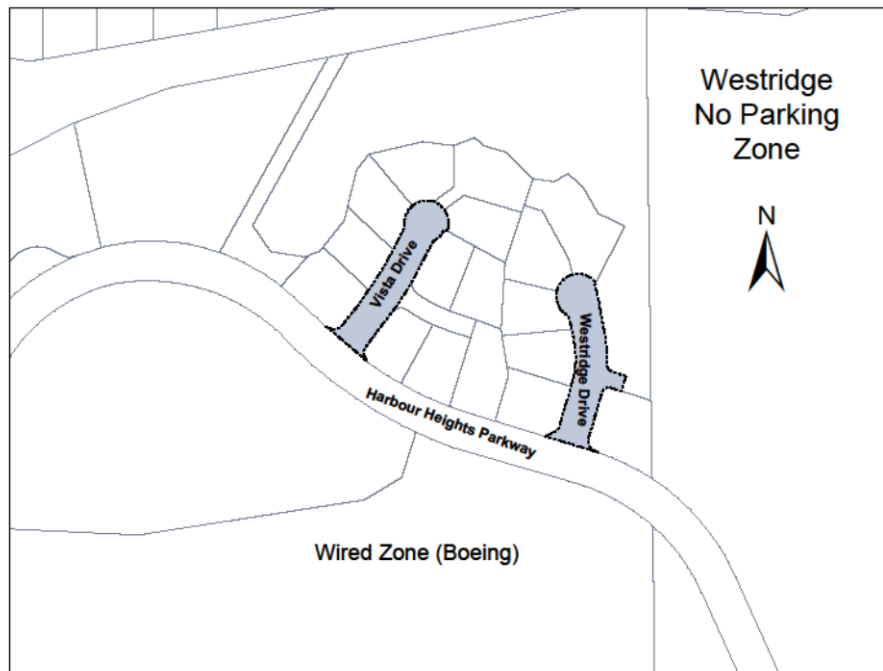 Westridge
No Parking
Zone
N
Vista Drive
Westridge Drive
Harbour Heights Parkway
Wired Zone (Boeing)